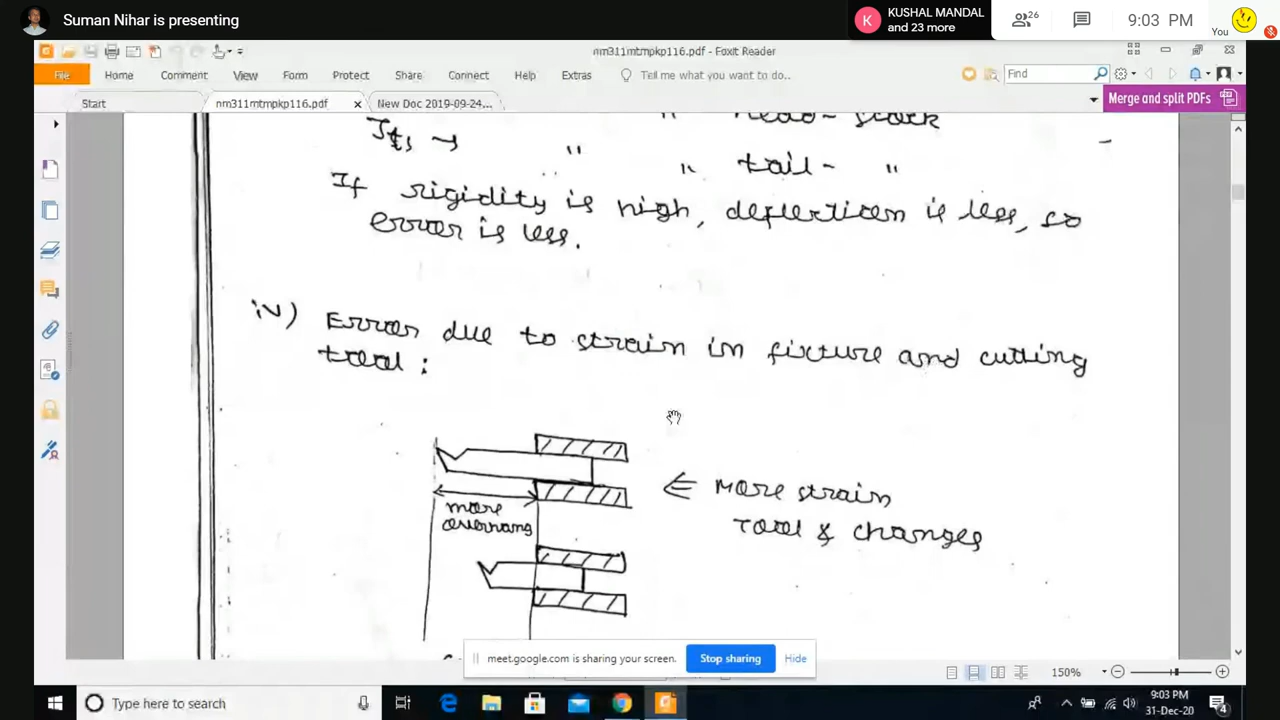 Suman Nihar is presenting
KUSHAL MANDAL
and 23 more
K
26
9:03 PM
You
nm311mtmpkp116.pdf - Foxit Reader
File
Home
Comment
View
Form
Protect
Share
Connect
Help
Extras
Tell me what you want to do..
Find
Start
nm311mtmpkp116.pdf
New Doc 2019-09-24...
Merge and split PDFs
" head-stock
" " tail- "
If rigidity is high, deflection is less, so
error is less.
iv) Error due to strain in fixture and cutting
tool :
more
overhang
⇐ More strain
Tool & changes
meet.google.com is sharing your screen.
Stop sharing
Hide
150%
Type here to search
9:03 PM
31-Dec-20
4